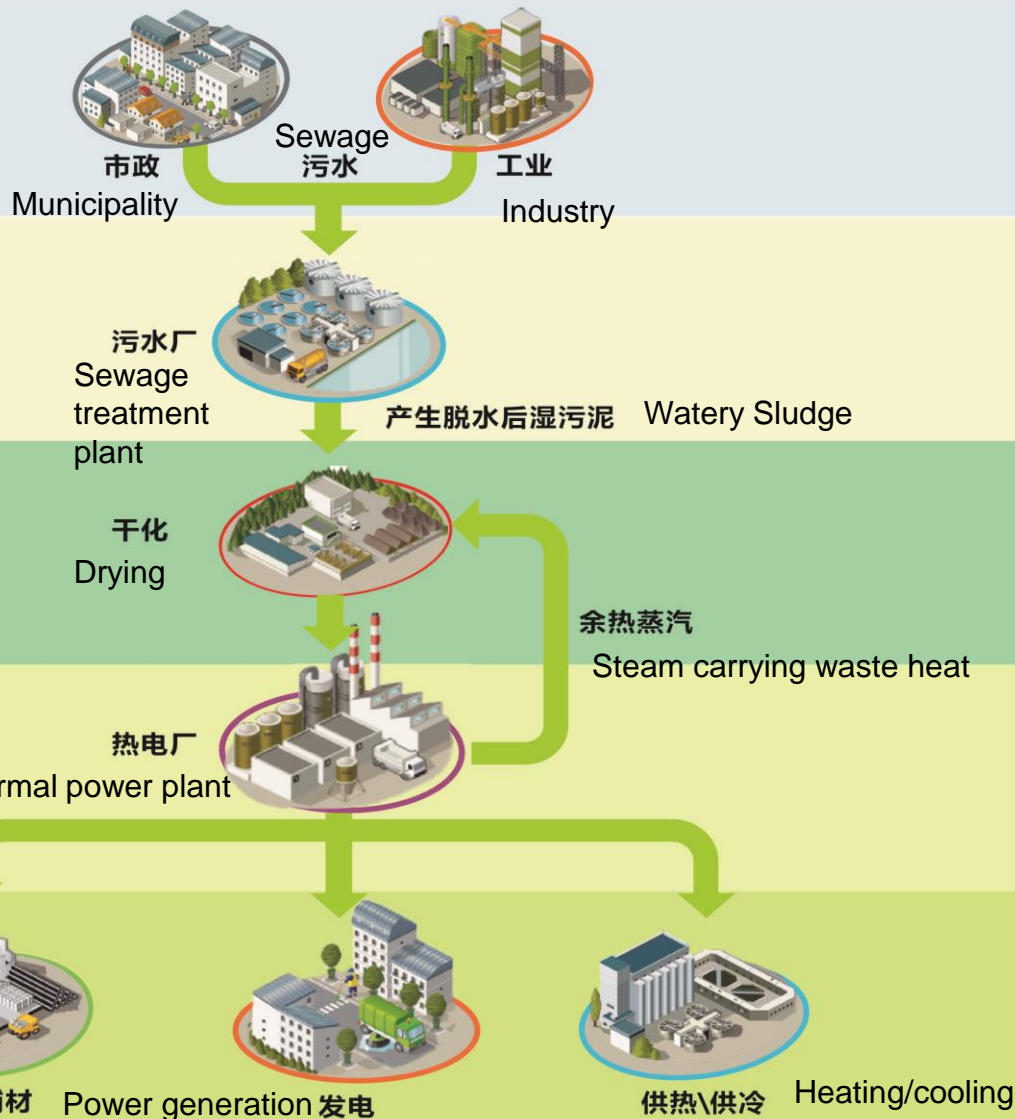 Sewage
市政
污水
工业
Municipality
Industry
污水厂
Sewage
treatment
plant
产生脱水后湿污泥
Watery Sludge
干化
Drying
余热蒸汽
Steam carrying waste heat
热电厂
rmal power plant
材
Power generation
发电
供热\供冷
Heating/cooling